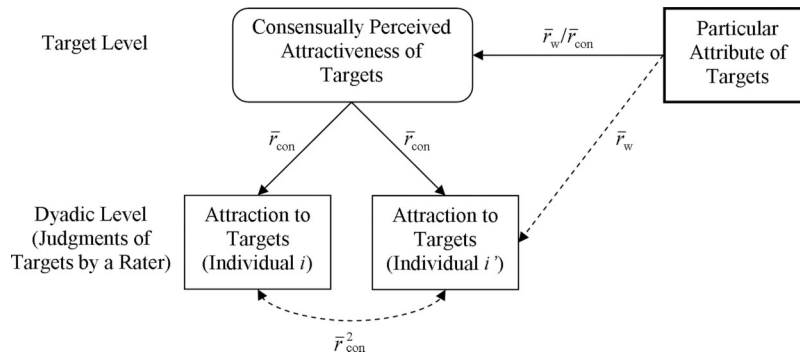 Target Level
Consensually Perceived
Attractiveness of
Targets
r̄w/r̄con
Particular
Attribute of
Targets
r̄con
r̄con
r̄w
Dyadic Level
(Judgments of
Targets by a Rater)
Attraction to
Targets
(Individual i)
Attraction to
Targets
(Individual i’)
r̄²con